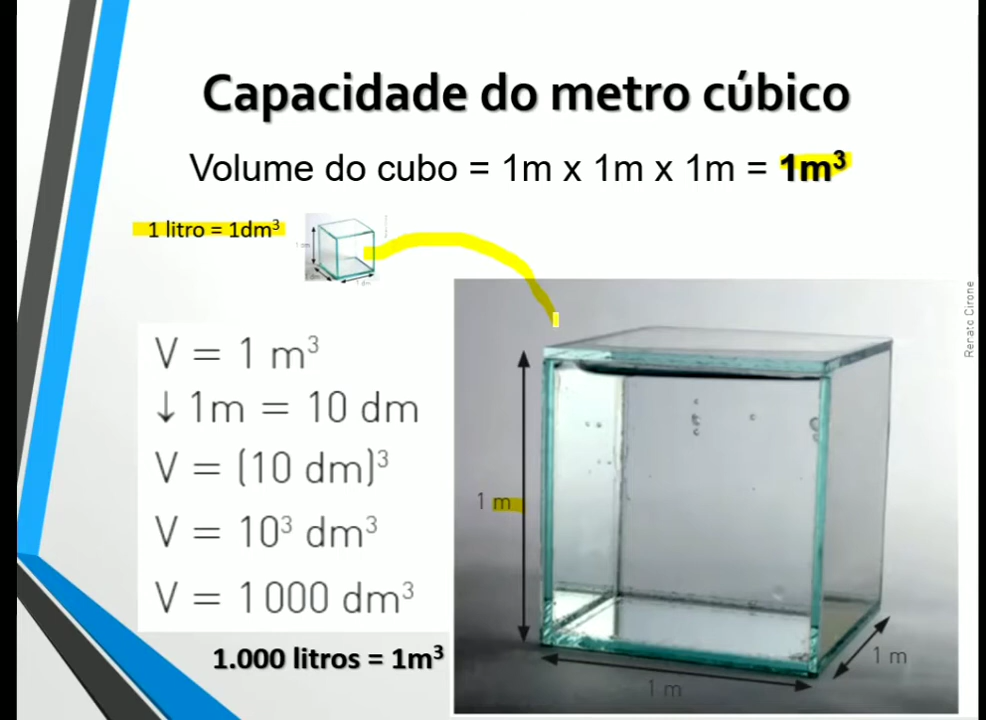 Capacidade do metro cúbico
Volume do cubo = 1m x 1m x 1m = 1m³
1 litro = 1dm³
V = 1 m³
↓ 1m = 10 dm
V = (10 dm)³
V = 10³ dm³
V = 1 000 dm³
1.000 litros = 1m³
1 m
1 m
1 m
Renato Cirone